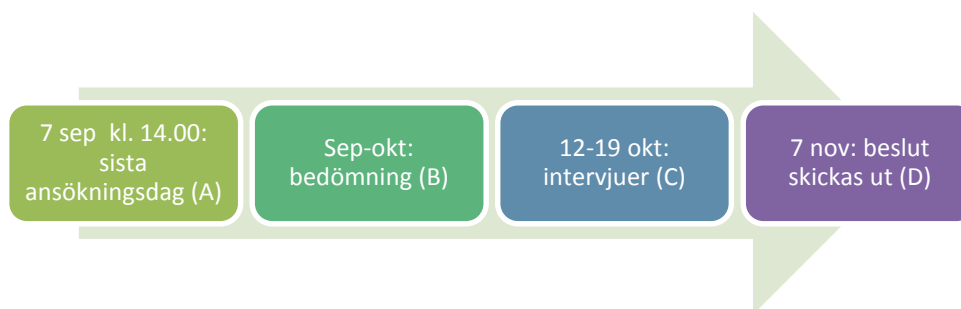 7 sep  kl. 14.00:
sista
ansökningsdag (A)
Sep-okt:
bedömning (B)
12-19 okt:
intervjuer (C)
7 nov: beslut
skickas ut (D)